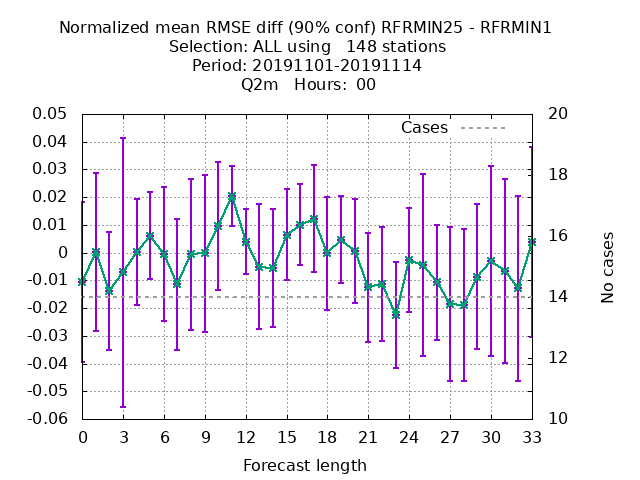 Normalized mean RMSE diff (90% conf) RFRMIN25 - RFRMIN1
Selection: ALL using   148 stations
Period: 20191101-20191114
Q2m   Hours:  00
Cases
0.05
0.04
0.03
0.02
0.01
0
-0.01
-0.02
-0.03
-0.04
-0.05
-0.06
20
18
16
14
12
10
No cases
0 3 6 9 12 15 18 21 24 27 30 33
Forecast length